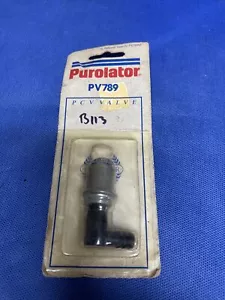 Purolator
PV789
PCV VALVE
B113